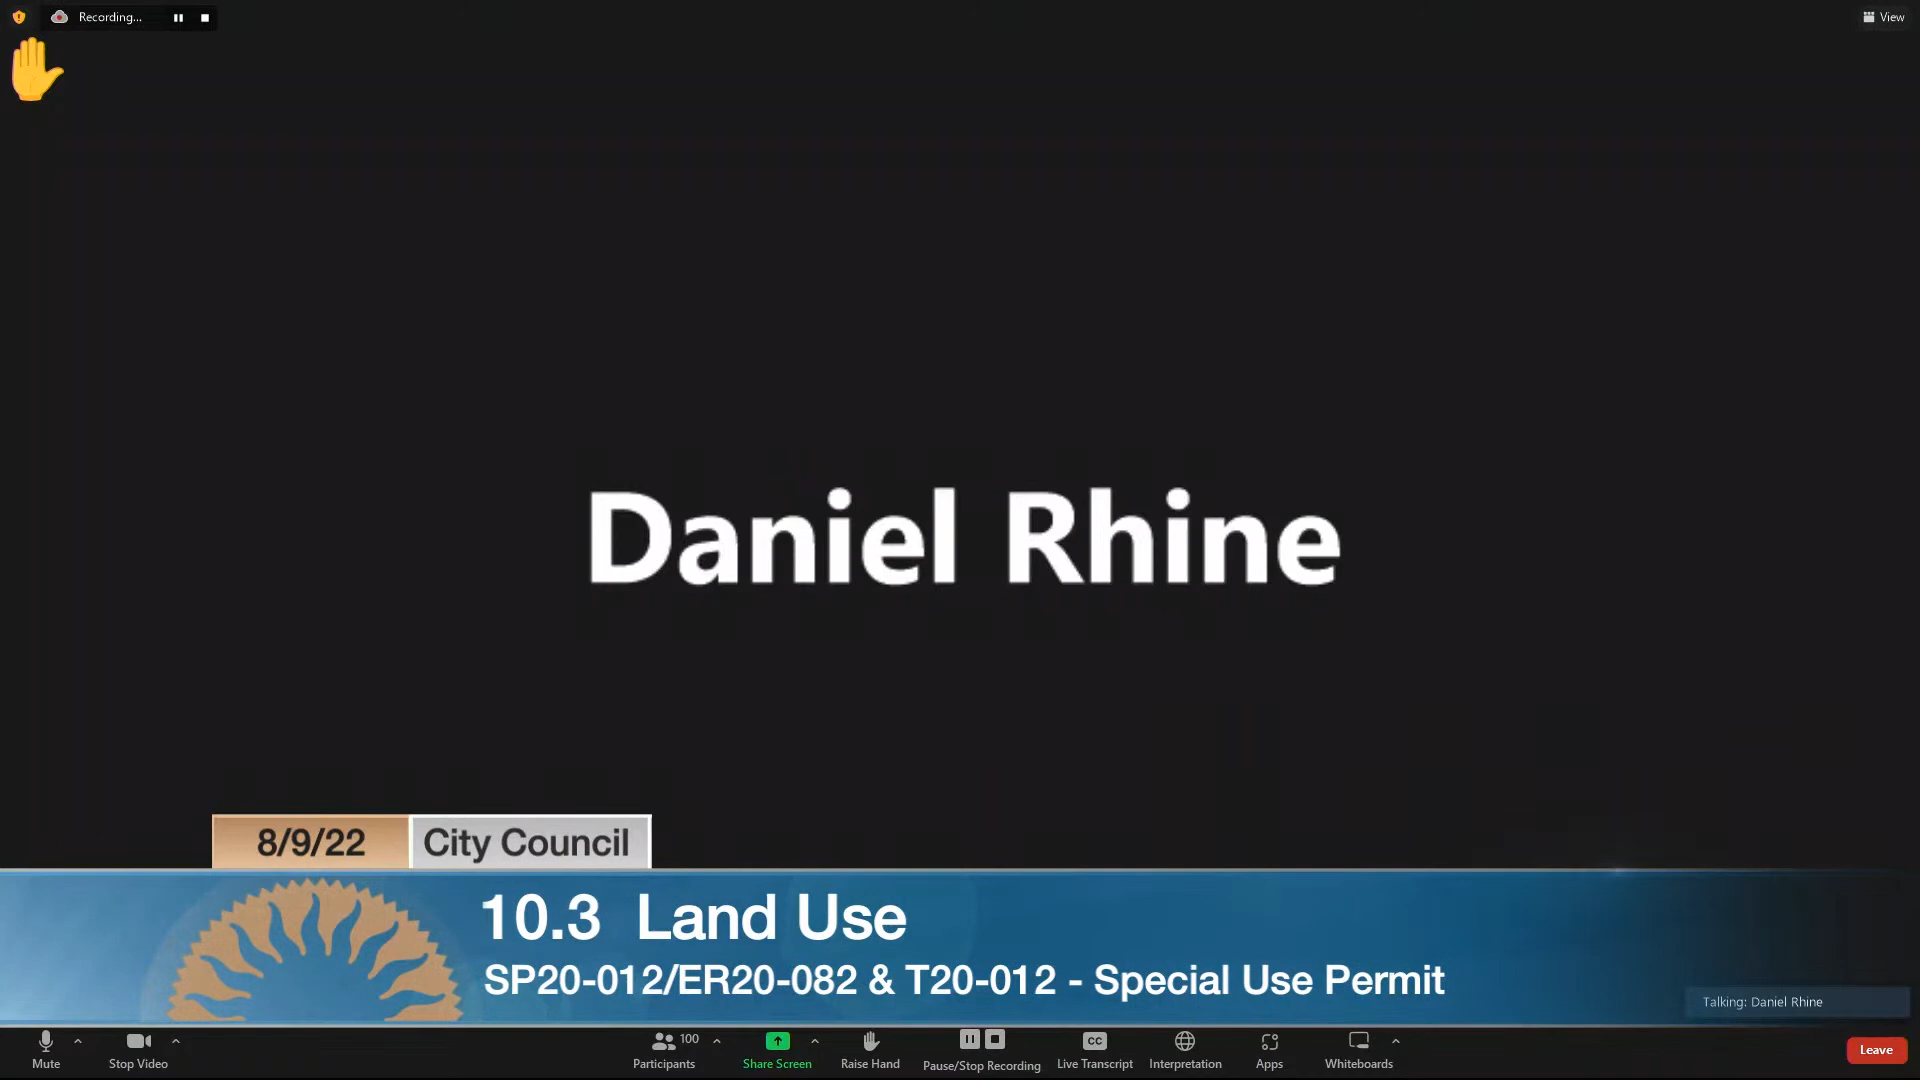 Recording...
View
Daniel Rhine
8/9/22
City Council
10.3 Land Use
SP20-012/ER20-082 & T20-012 - Special Use Permit
Talking: Daniel Rhine
Mute
Stop Video
100
Participants
Share Screen
Raise Hand
Pause/Stop Recording
CC
Live Transcript
Interpretation
Apps
Whiteboards
Leave